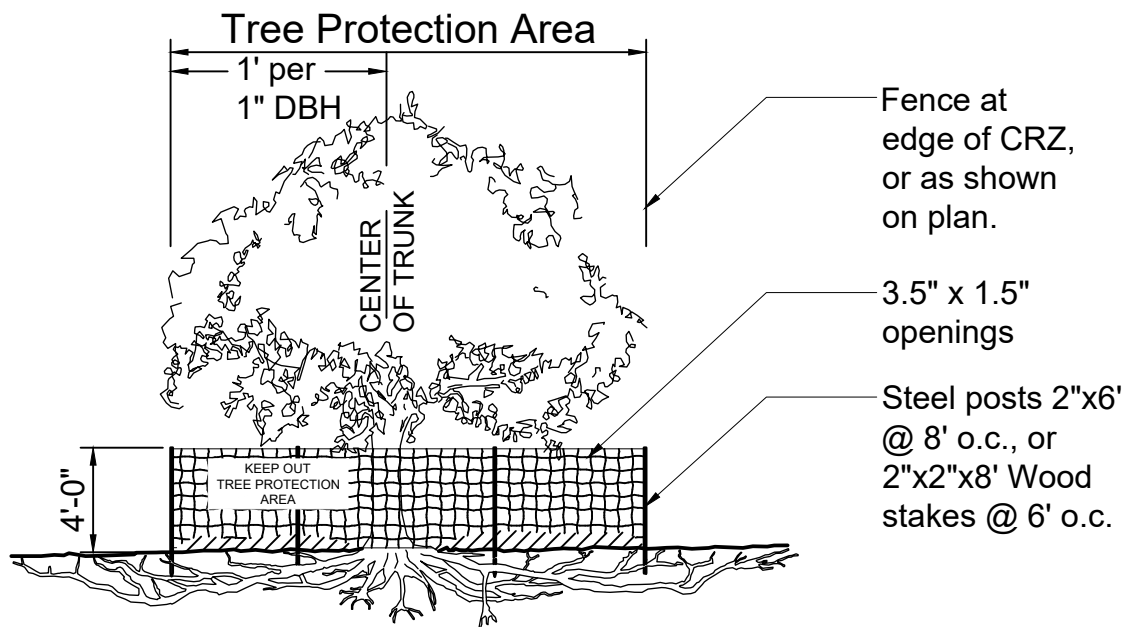 Tree Protection Area
1' per
1" DBH
CENTER
OF TRUNK
Fence at
edge of CRZ,
or as shown
on plan.
3.5" x 1.5"
openings
Steel posts 2"x6'
@ 8' o.c., or
2"x2"x8' Wood
stakes @ 6' o.c.
4'-0"
KEEP OUT
TREE PROTECTION
AREA